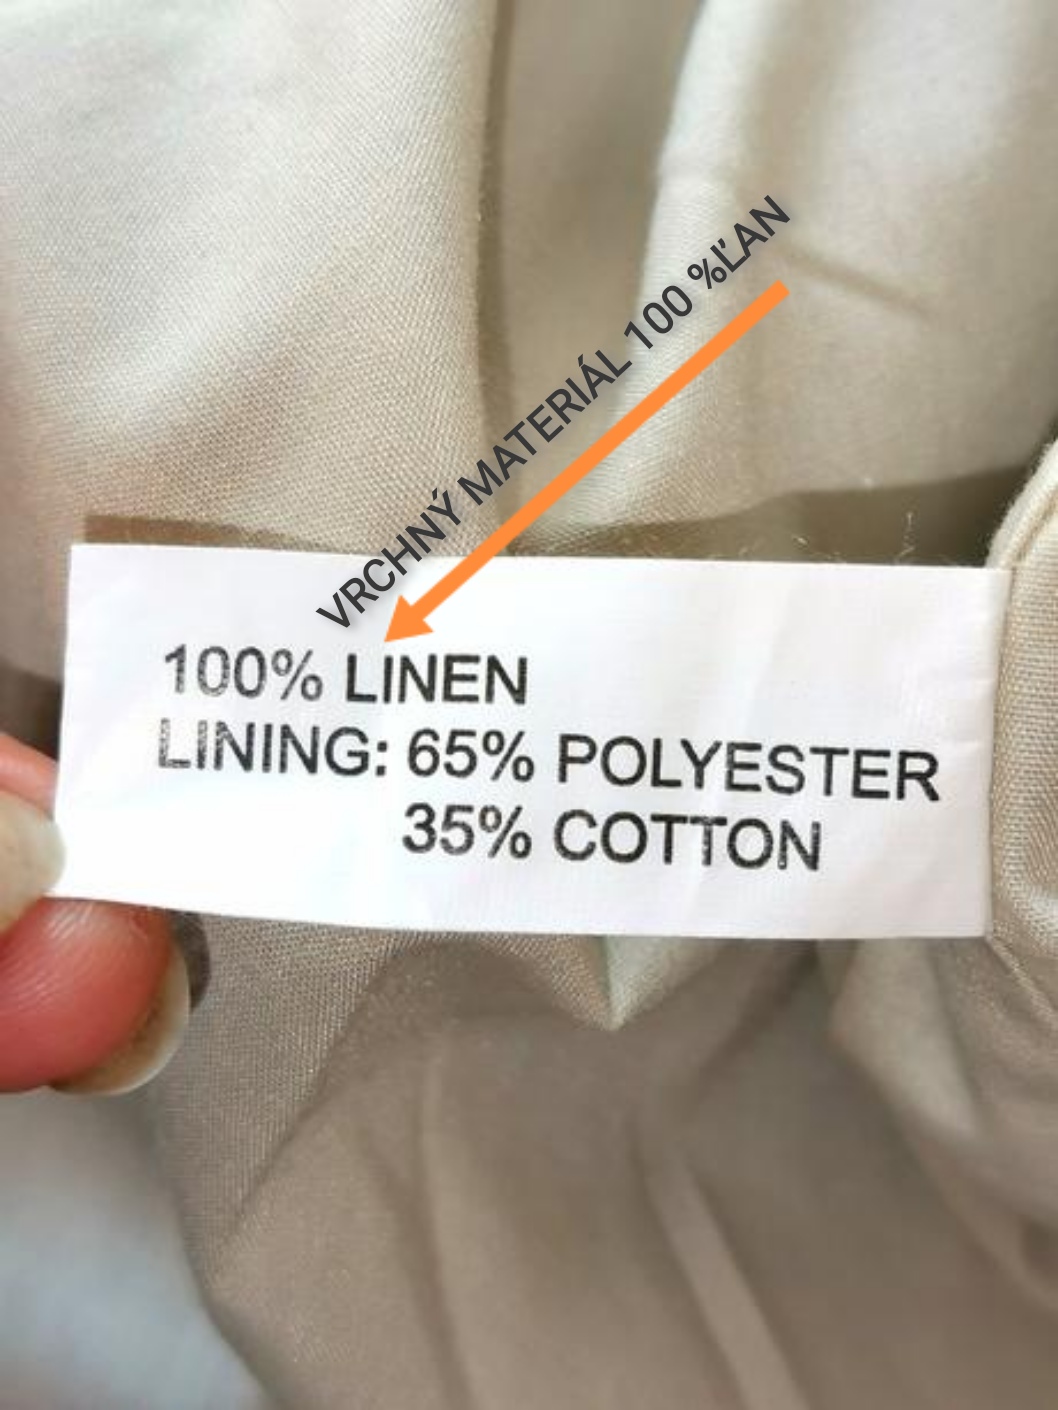 VRCHNÝ MATERIÁL 100 %ĽAN
100% LINEN
LINING: 65% POLYESTER
35% COTTON